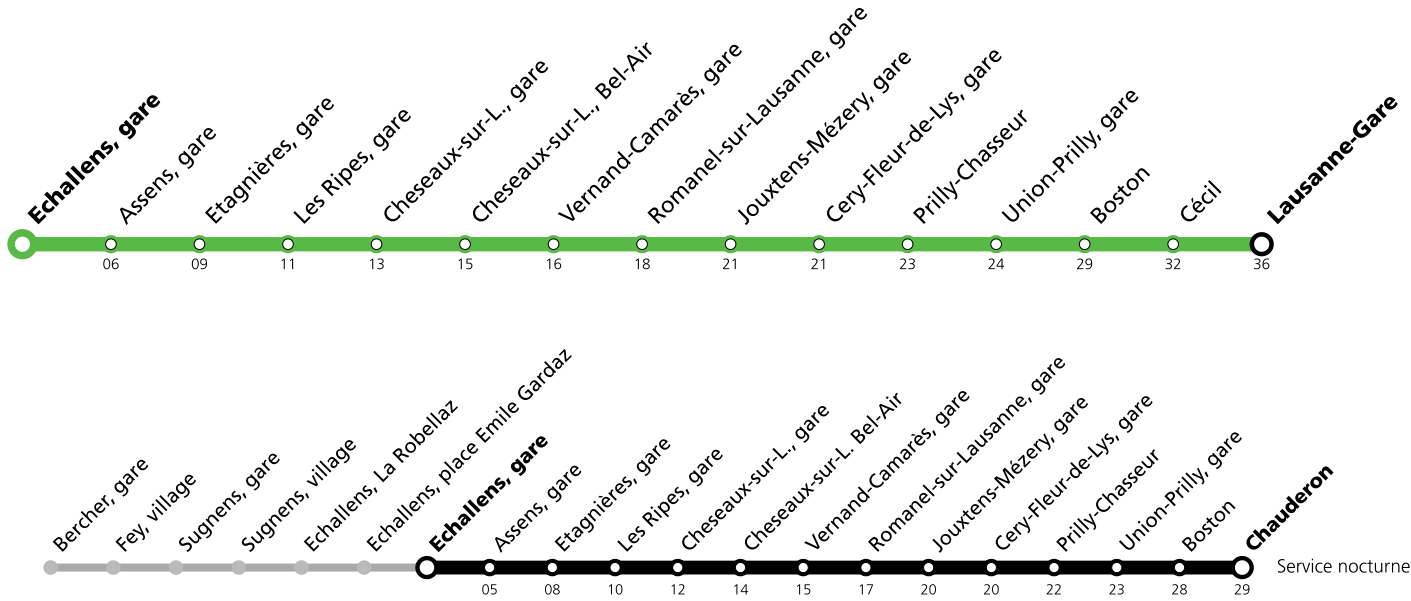 Echallens, gare
Assens, gare
Etagnières, gare
Les Ripes, gare
Cheseaux-sur-L., gare
Cheseaux-sur-L., Bel-Air
Vernand-Camarès, gare
Romanel-sur-Lausanne, gare
Jouxtens-Mézery, gare
Cery-Fleur-de-Lys, gare
Prilly-Chasseur
Union-Prilly, gare
Boston
Cécil
Lausanne-Gare
06 09 11 13 15 16 18 21 21 23 24 29 32 36
Bercher, gare
Fey, village
Sugnens, gare
Sugnens, village
Echallens, La Robellaz
Echallens, place Emile Gardaz
Echallens, gare
Assens, gare
Etagnières, gare
Les Ripes, gare
Cheseaux-sur-L., gare
Cheseaux-sur-L. Bel-Air
Vernand-Camarès, gare
Romanel-sur-Lausanne, gare
Jouxtens-Mézery, gare
Cery-Fleur-de-Lys, gare
Prilly-Chasseur
Union-Prilly, gare
Boston
Chauderon
Service nocturne
05 08 10 12 14 15 17 20 20 22 23 28 29